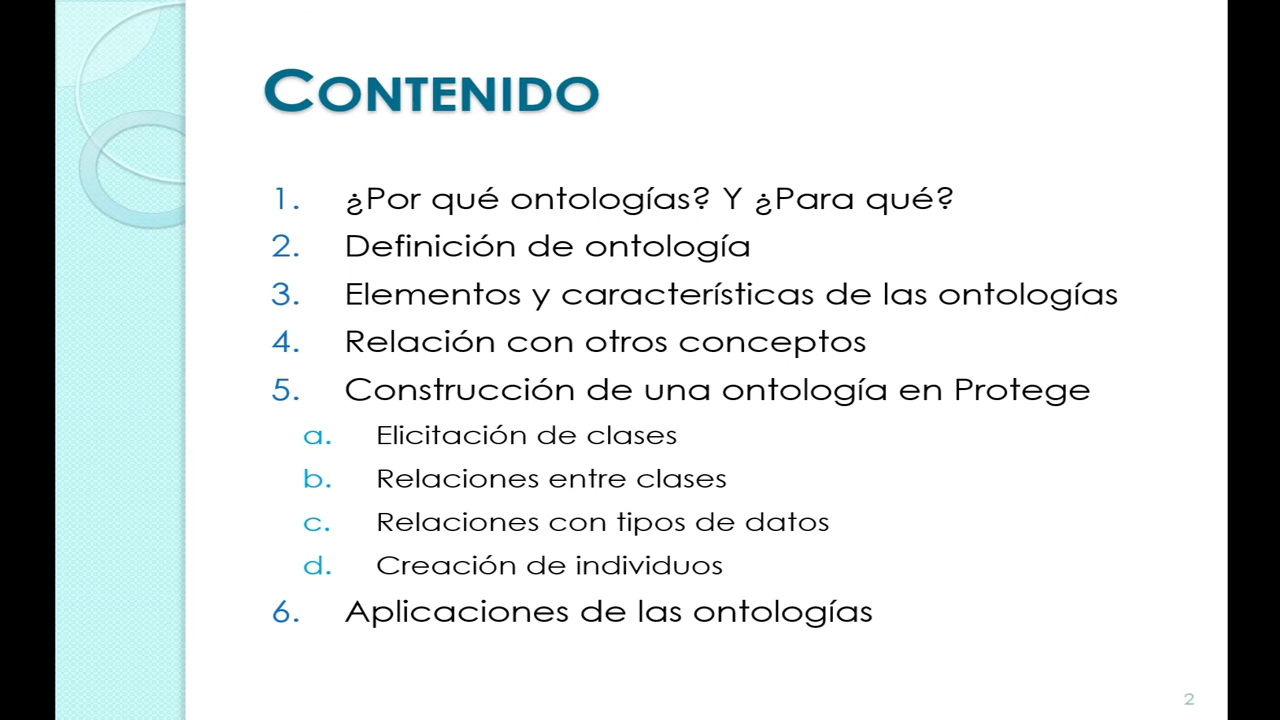 CONTENIDO
1. ¿Por qué ontologías? Y ¿Para qué?
2. Definición de ontología
3. Elementos y características de las ontologías
4. Relación con otros conceptos
5. Construcción de una ontología en Protege
a. Elicitación de clases
b. Relaciones entre clases
c. Relaciones con tipos de datos
d. Creación de individuos
6. Aplicaciones de las ontologías
2